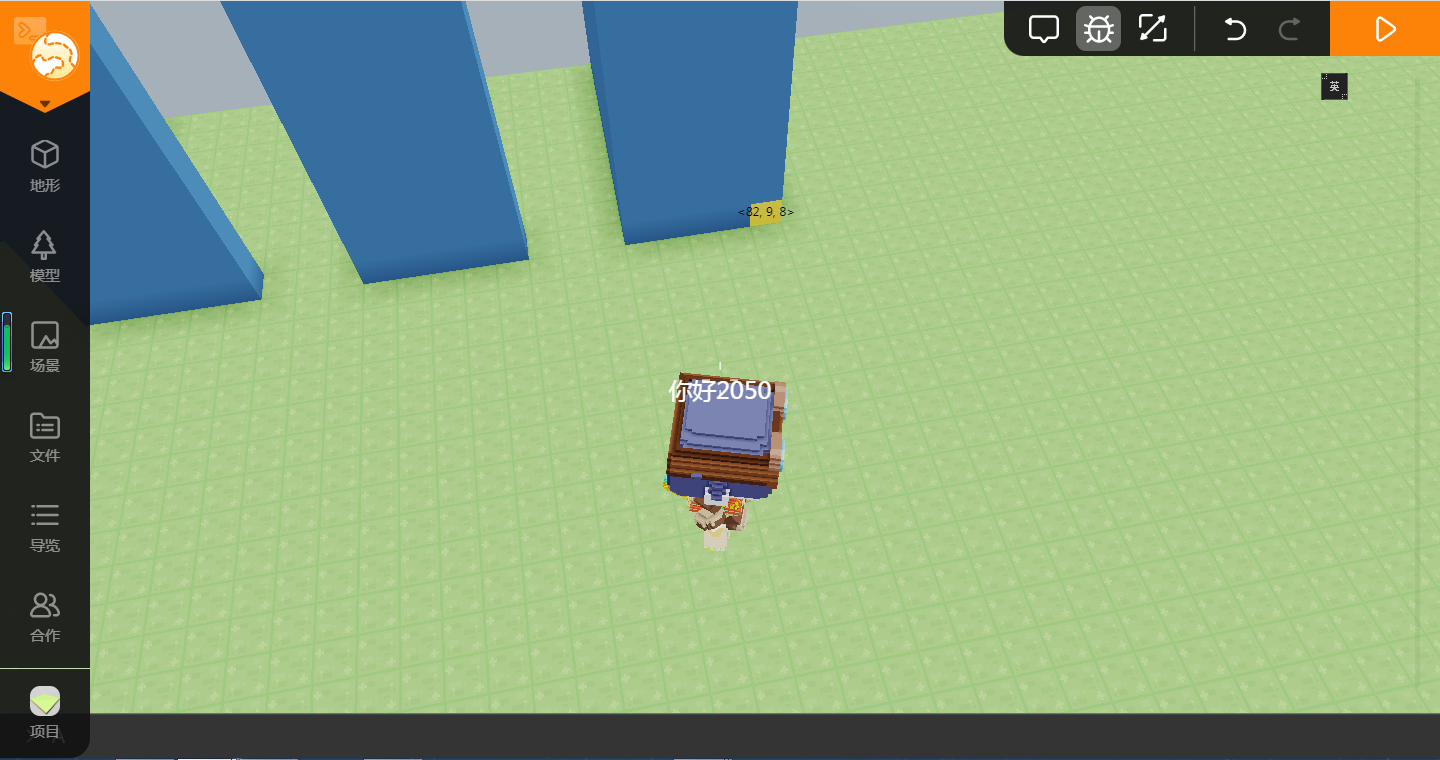 地形
模型
场景
文件
导览
合作
项目
英
<82, 9, 8>
你好2050